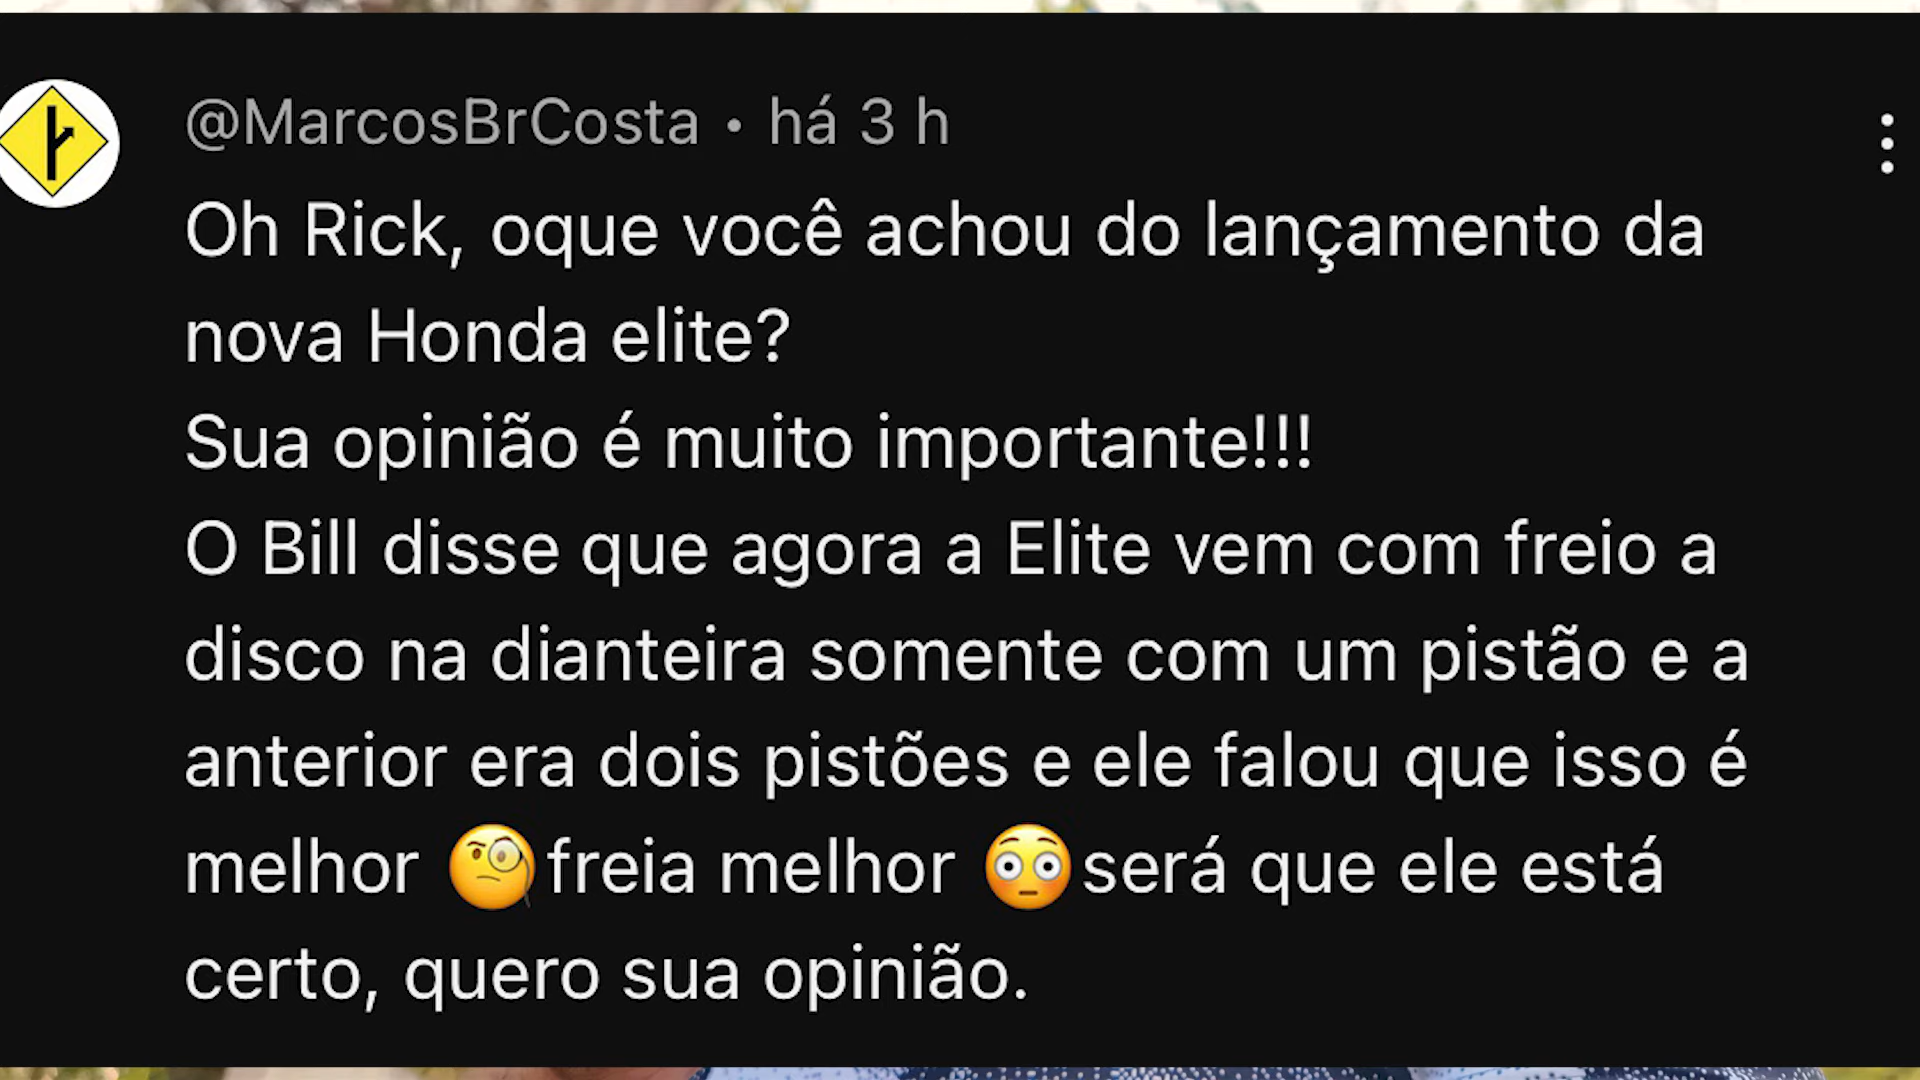 @MarcosBrCosta • há 3 h
Oh Rick, oque você achou do lançamento da
nova Honda elite?
Sua opinião é muito importante!!!
O Bill disse que agora a Elite vem com freio a
disco na dianteira somente com um pistão e a
anterior era dois pistões e ele falou que isso é
melhor 🧐freia melhor 😳será que ele está
certo, quero sua opinião.